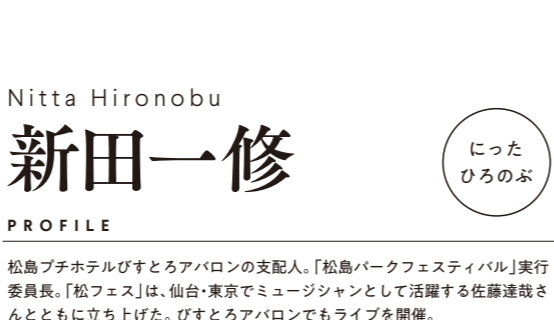 Nitta Hironobu
新田一修
にった
ひろのぶ
PROFILE
松島プチホテルびすとろアバロンの支配人。「松島パークフェスティバル」実行
委員長。「松フェス」は、仙台・東京でミュージシャンとして活躍する佐藤達哉さ
んとともに立ち上げた。びすとろアバロンでもライブを開催。